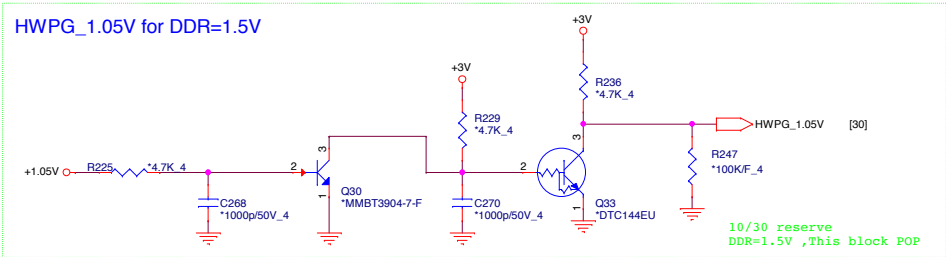 HWPG_1.05V for DDR=1.5V
+3V
R236
*4.7K_4
+3V
R229
*4.7K_4
3
HWPG_1.05V [30]
+1.05V
R225
*4.7K_4
2
3
1
Q30
*MMBT3904-7-F
C268
*1000p/50V_4
C270
*1000p/50V_4
2
1
Q33
*DTC144EU
R247
*100K/F_4
10/30 reserve
DDR=1.5V ,This block POP